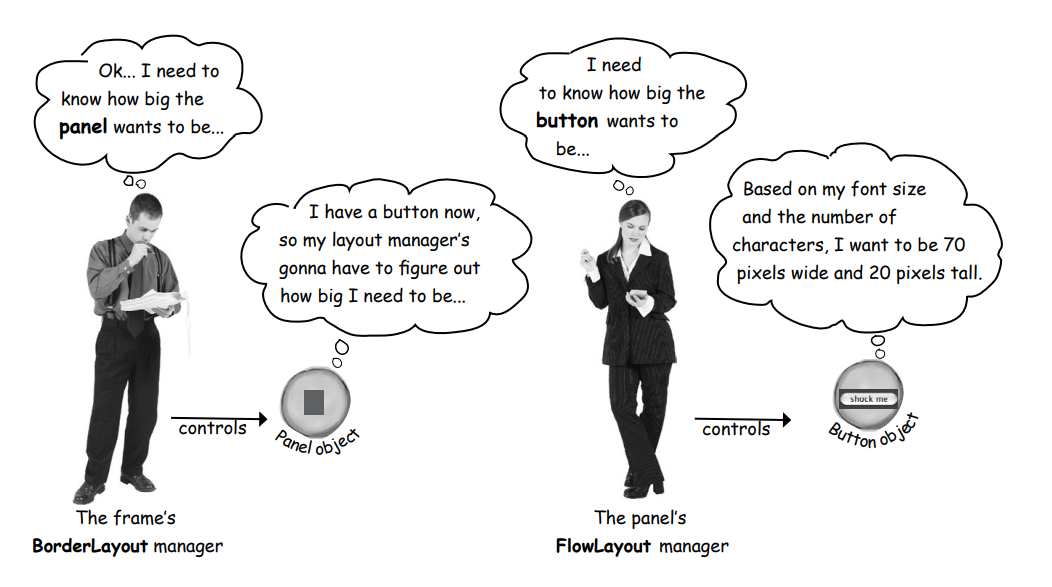 Ok... I need to
know how big the
panel wants to be...
I have a button now,
so my layout manager's
gonna have to figure out
how big I need to be...
controls
Panel object
The frame's
BorderLayout manager
I need
to know how big the
button wants to
be...
Based on my font size
and the number of
characters, I want to be 70
pixels wide and 20 pixels tall.
shock me
controls
Button object
The panel's
FlowLayout manager